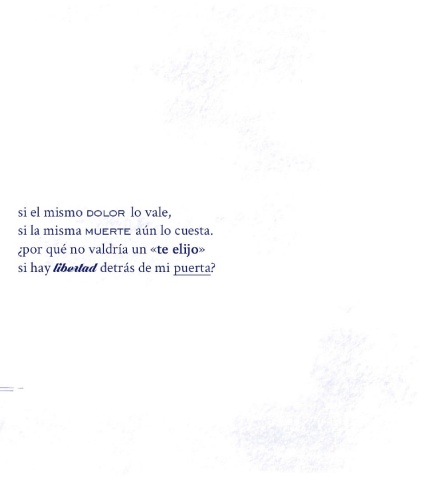 si el mismo DOLOR lo vale,
si la misma MUERTE aún lo cuesta.
¿por qué no valdría un «te elijo»
si hay libertad detrás de mi puerta?